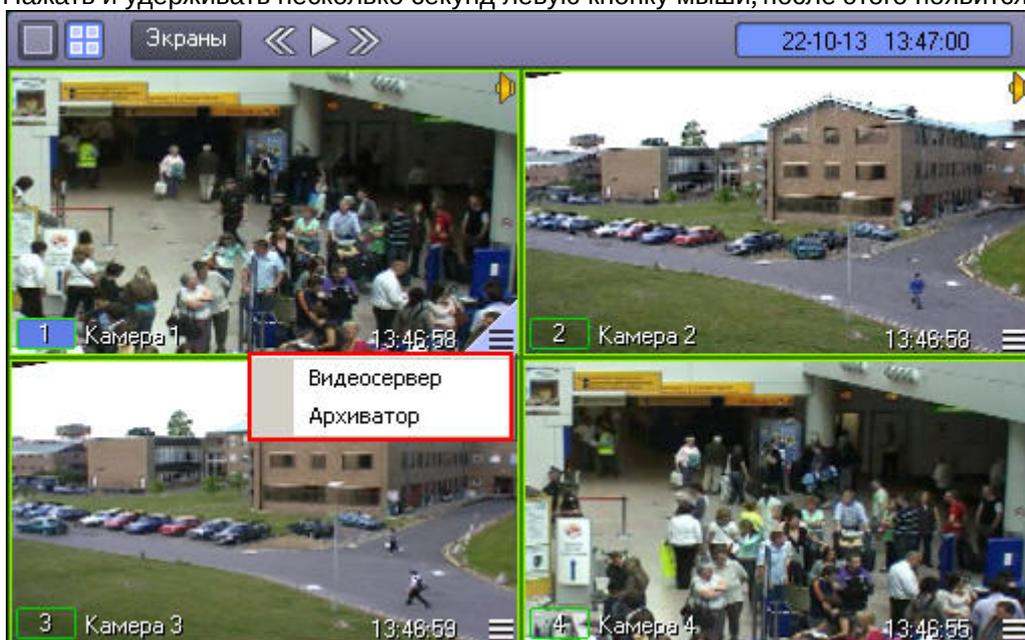 Нажать и удерживать несколько секунд левую кнопку мыши, после этого появится
Экраны
22-10-13 13:47:00
1 Камера 1 13:46:58
2 Камера 2 13:46:58
Видеосервер
Архиватор
3 Камера 3 13:46:59
4 Камера 4 13:46:55